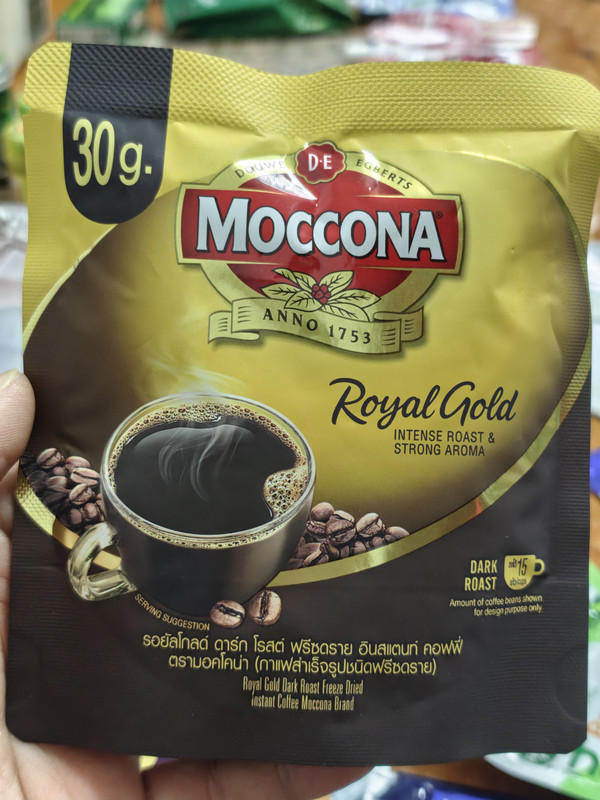 30g.
DOUWE D·E EGBERTS
MOCCONA®
ANNO 1753
Royal Gold
INTENSE ROAST &
STRONG AROMA
DARK
ROAST
15
Amount of coffee beans shown
for design purpose only.
SERVING SUGGESTION
รอยัลโกลด์ ดาร์ก โรสต์ ฟรีซดราย อินสแตนท์ คอฟฟี่
ตรามอคโคน่า (กาแฟสำเร็จรูปชนิดฟรีซดราย)
Royal Gold Dark Roast Freeze Dried
Instant Coffee Moccona Brand